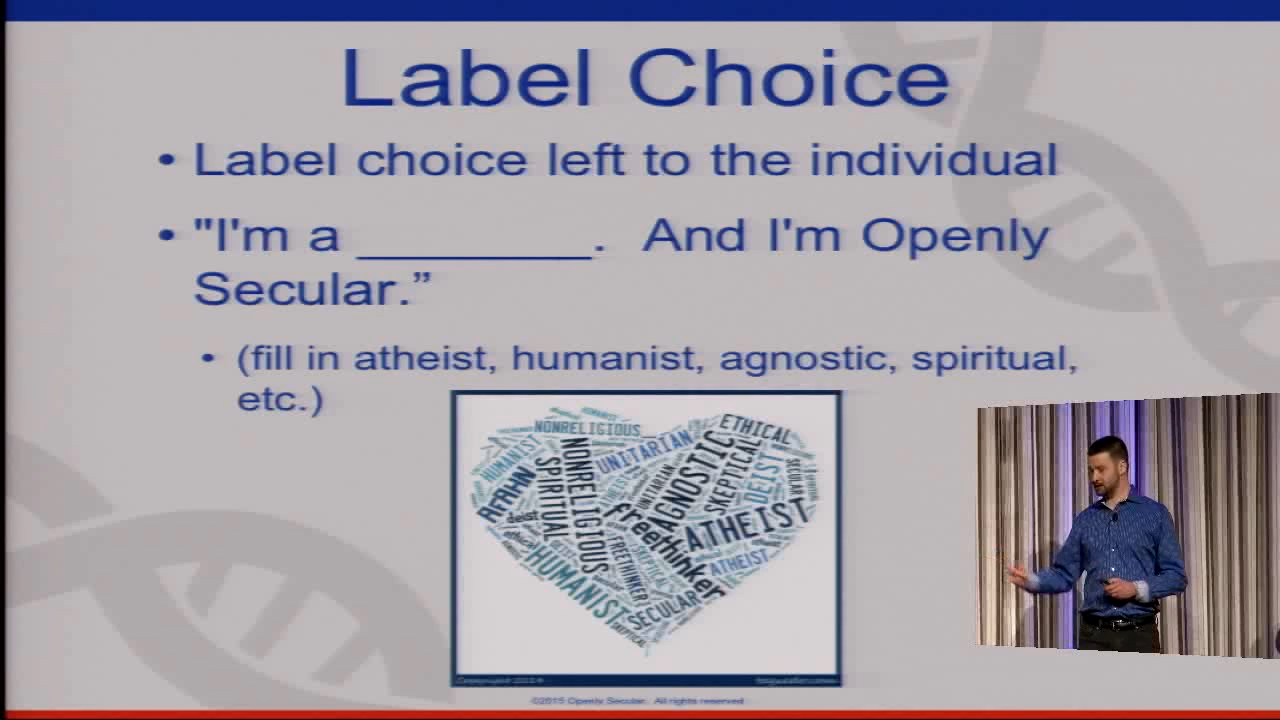 Label Choice
• Label choice left to the individual
• "I'm a _________. And I'm Openly
Secular.”
• (fill in atheist, humanist, agnostic, spiritual,
etc.)
NONRELIGIOUS
HUMANIST
UNITARIAN
ETHICAL
AGNOSTIC
SKEPTICAL
DEIST
SECULAR
SPIRITUAL
NONRELIGIOUS
deist
freethinker
ATHEIST
ATHEIST
FREETHINKER
HUMANIST
SECULAR
©2015 Openly Secular. All rights reserved